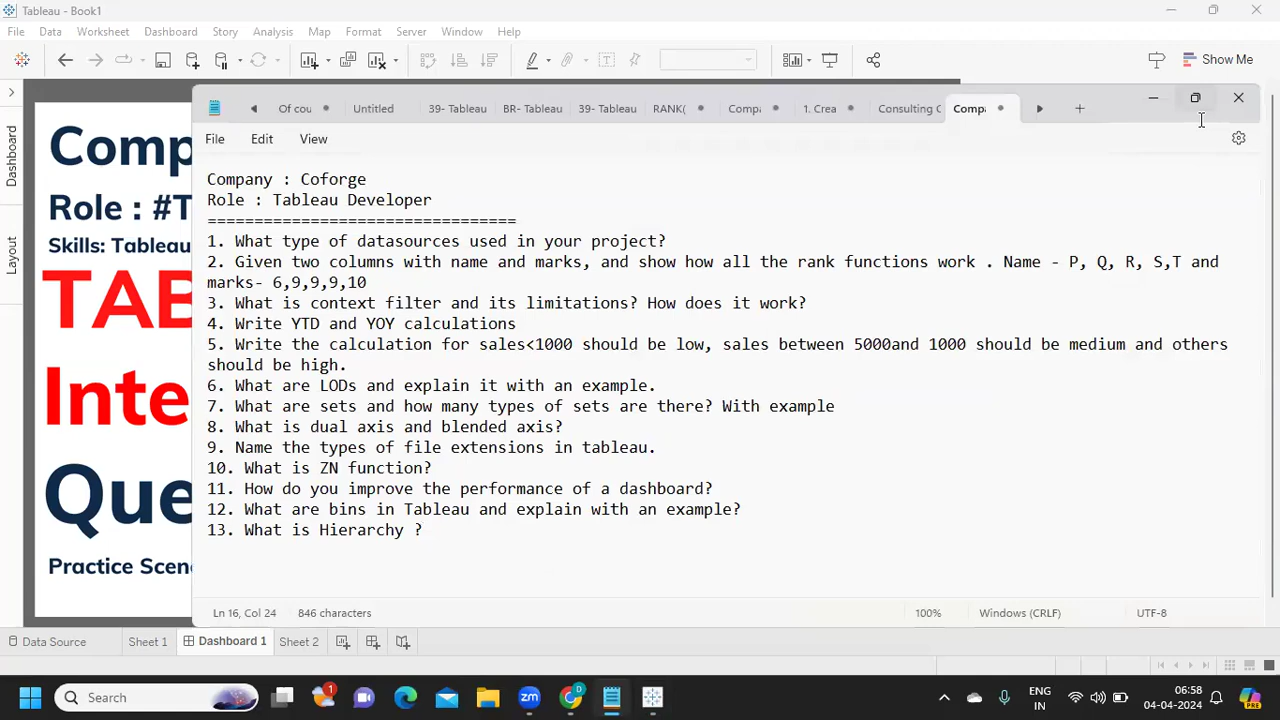 Tableau - Book1
File Data Worksheet Dashboard Story Analysis Map Format Server Window Help
Show Me
Dashboard
Layout
Comp
Role : #T
Skills: Tableau
TAB
Inte
Que
Practice Scen
Of cou Untitled 39- Tableau BR- Tableau 39- Tableau RANK( Compa 1. Crea Consulting C Compa
File Edit View
Company : Coforge
Role : Tableau Developer
=================================
1. What type of datasources used in your project?
2. Given two columns with name and marks, and show how all the rank functions work . Name - P, Q, R, S,T and
marks- 6,9,9,9,10
3. What is context filter and its limitations? How does it work?
4. Write YTD and YOY calculations
5. Write the calculation for sales<1000 should be low, sales between 5000and 1000 should be medium and others
should be high.
6. What are LODs and explain it with an example.
7. What are sets and how many types of sets are there? With example
8. What is dual axis and blended axis?
9. Name the types of file extensions in tableau.
10. What is ZN function?
11. How do you improve the performance of a dashboard?
12. What are bins in Tableau and explain with an example?
13. What is Hierarchy ?
Ln 16, Col 24 846 characters 100% Windows (CRLF) UTF-8
Data Source Sheet 1 Dashboard 1 Sheet 2
Search
1
zm
D
ENG
IN
06:58
04-04-2024
PRE